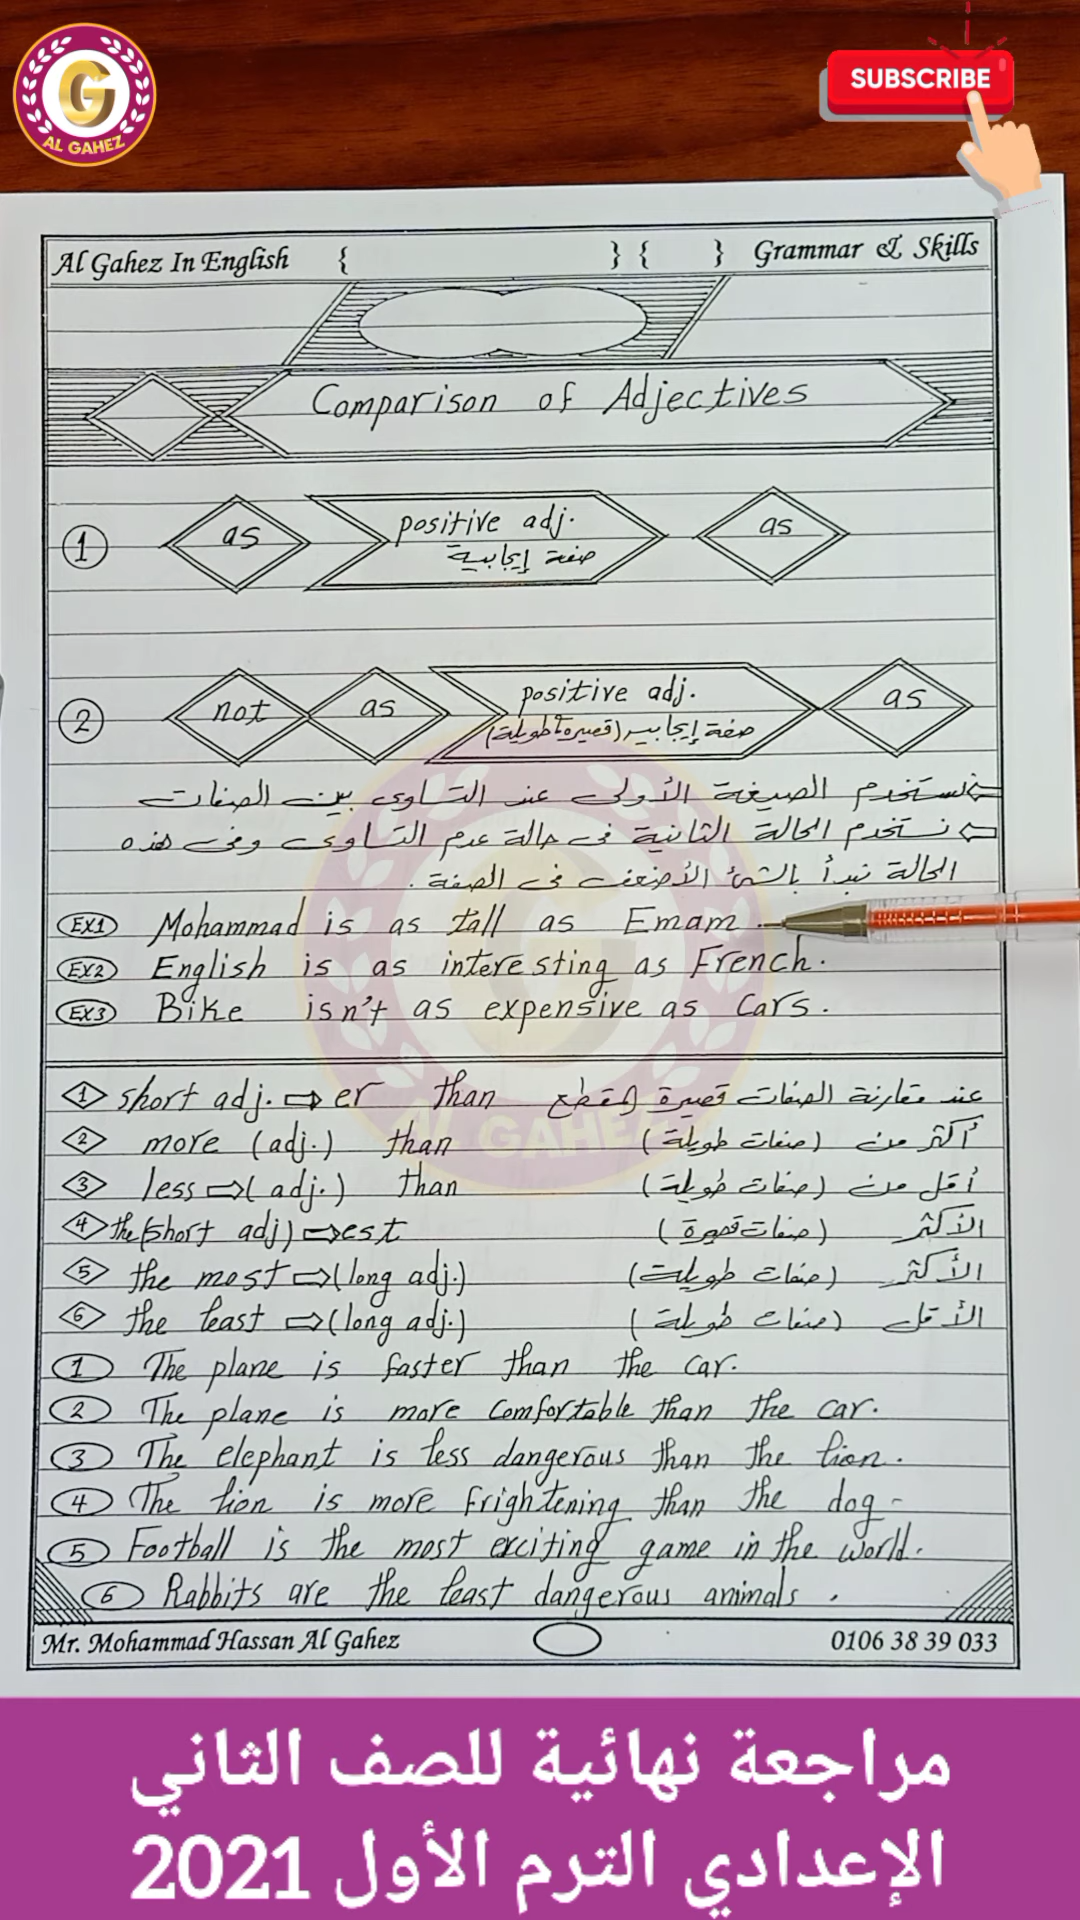 G
AL GAHEZ
SUBSCRIBE
Al Gahez In English { } { } Grammar & Skills
Comparison of Adjectives
1 as positive adj. as
صفة إيجابية
2 not as positive adj. as
صفة إيجابية (قصيرة أو طويلة)
نستخدم الصيغة الأولى عند التساوى بين الصفات
نستخدم الحالة الثانية فى حالة عدم التساوى وفى هذه
الحالة نبدأ بالشئ الأضعف فى الصفة .
EX1 Mohammad is as tall as Emam .
EX2 English is as interesting as French .
EX3 Bike isn't as expensive as Cars .
1 short adj. ⇨ er than عند مقارنة الصفات قصيرة المقطع
2 more (adj.) than أكثر من (صفات طويلة)
3 less ⇨ (adj.) than أقل من (صفات طويلة)
4 the (short adj) ⇨ est الأكثر (صفات قصيرة)
5 the most ⇨ (long adj.) الأكثر (صفات طويلة)
6 the least ⇨ (long adj.) الأقل (صفات طويلة)
1 The plane is faster than the car.
2 The plane is more comfortable than the car.
3 The elephant is less dangerous than the lion .
4 The lion is more frightening than the dog -
5 Football is the most exciting game in the world .
6 Rabbits are the least dangerous animals .
Mr. Mohammad Hassan Al Gahez 0106 38 39 033
مراجعة نهائية للصف الثاني
الإعدادي الترم الأول 2021